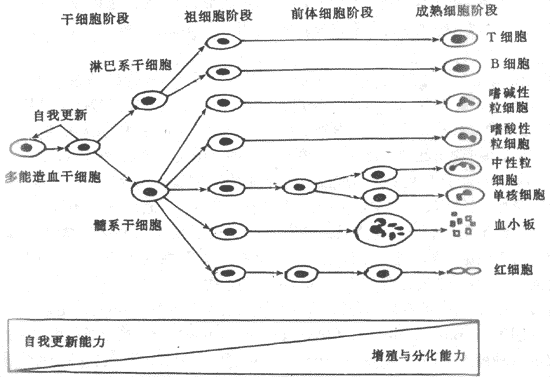 干细胞阶段 祖细胞阶段 前体细胞阶段 成熟细胞阶段
T 细胞
淋巴系干细胞
B 细胞
嗜碱性
粒细胞
自我更新
嗜酸性
粒细胞
多能造血干细胞
中性粒
细胞
单核细胞
髓系干细胞
血小板
红细胞
自我更新能力
增殖与分化能力